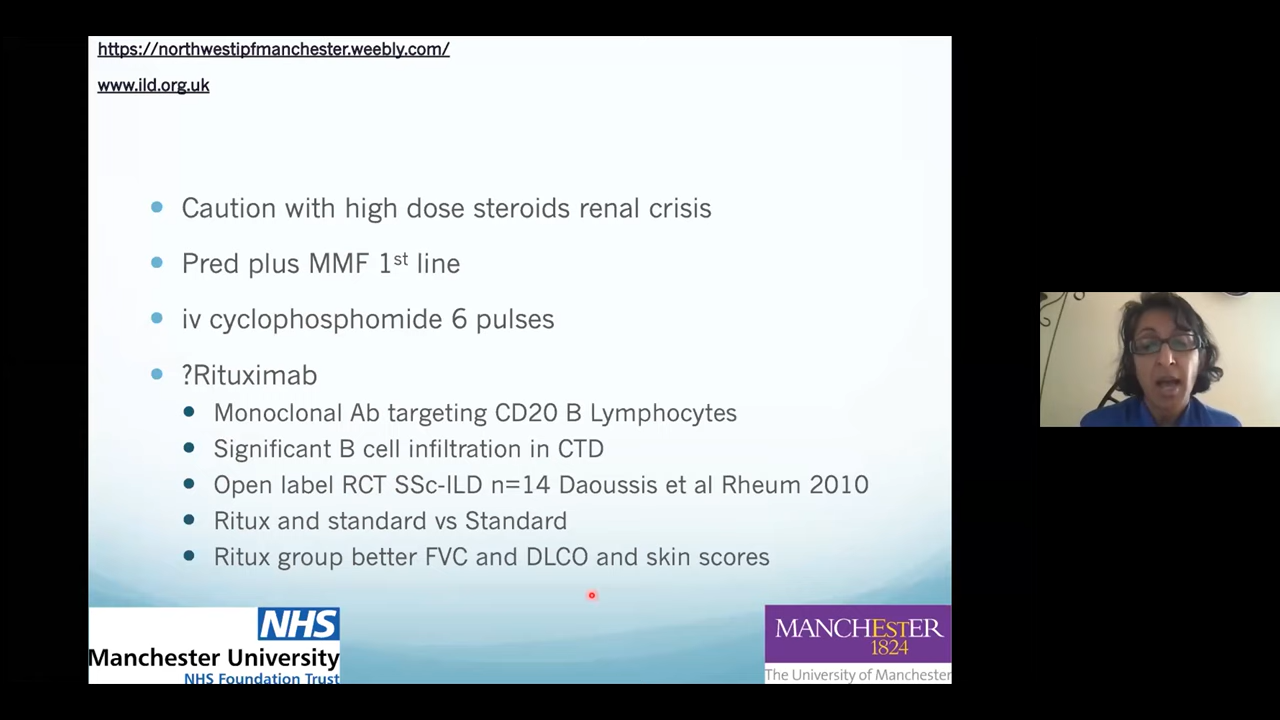 https://northwestipfmanchester.weebly.com/
www.ild.org.uk
Caution with high dose steroids renal crisis
Pred plus MMF 1st line
iv cyclophosphomide 6 pulses
?Rituximab
Monoclonal Ab targeting CD20 B Lymphocytes
Significant B cell infiltration in CTD
Open label RCT SSc-ILD n=14 Daoussis et al Rheum 2010
Ritux and standard vs Standard
Ritux group better FVC and DLCO and skin scores
NHS
Manchester University
NHS Foundation Trust
MANCHESTER
1824
The University of Manchester